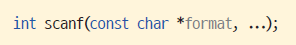 int scanf(const char *format, ...);